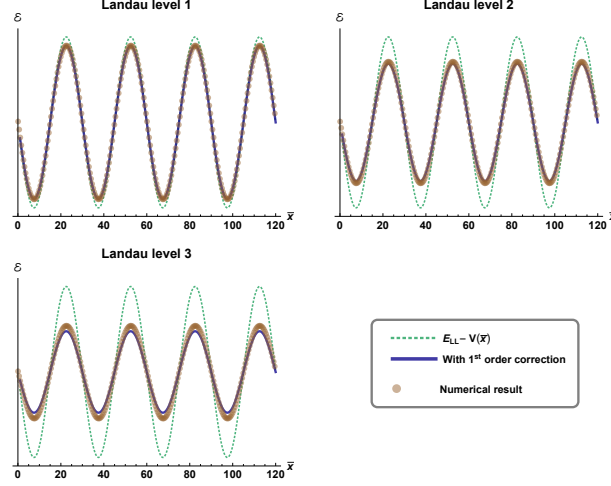 Landau level 1
Landau level 2
ℰ
ℰ
0 20 40 60 80 100 120
x̄
0 20 40 60 80 100 120
x̄
Landau level 3
ℰ
0 20 40 60 80 100 120
x̄
E_LL − V(x̄)
With 1st order correction
Numerical result